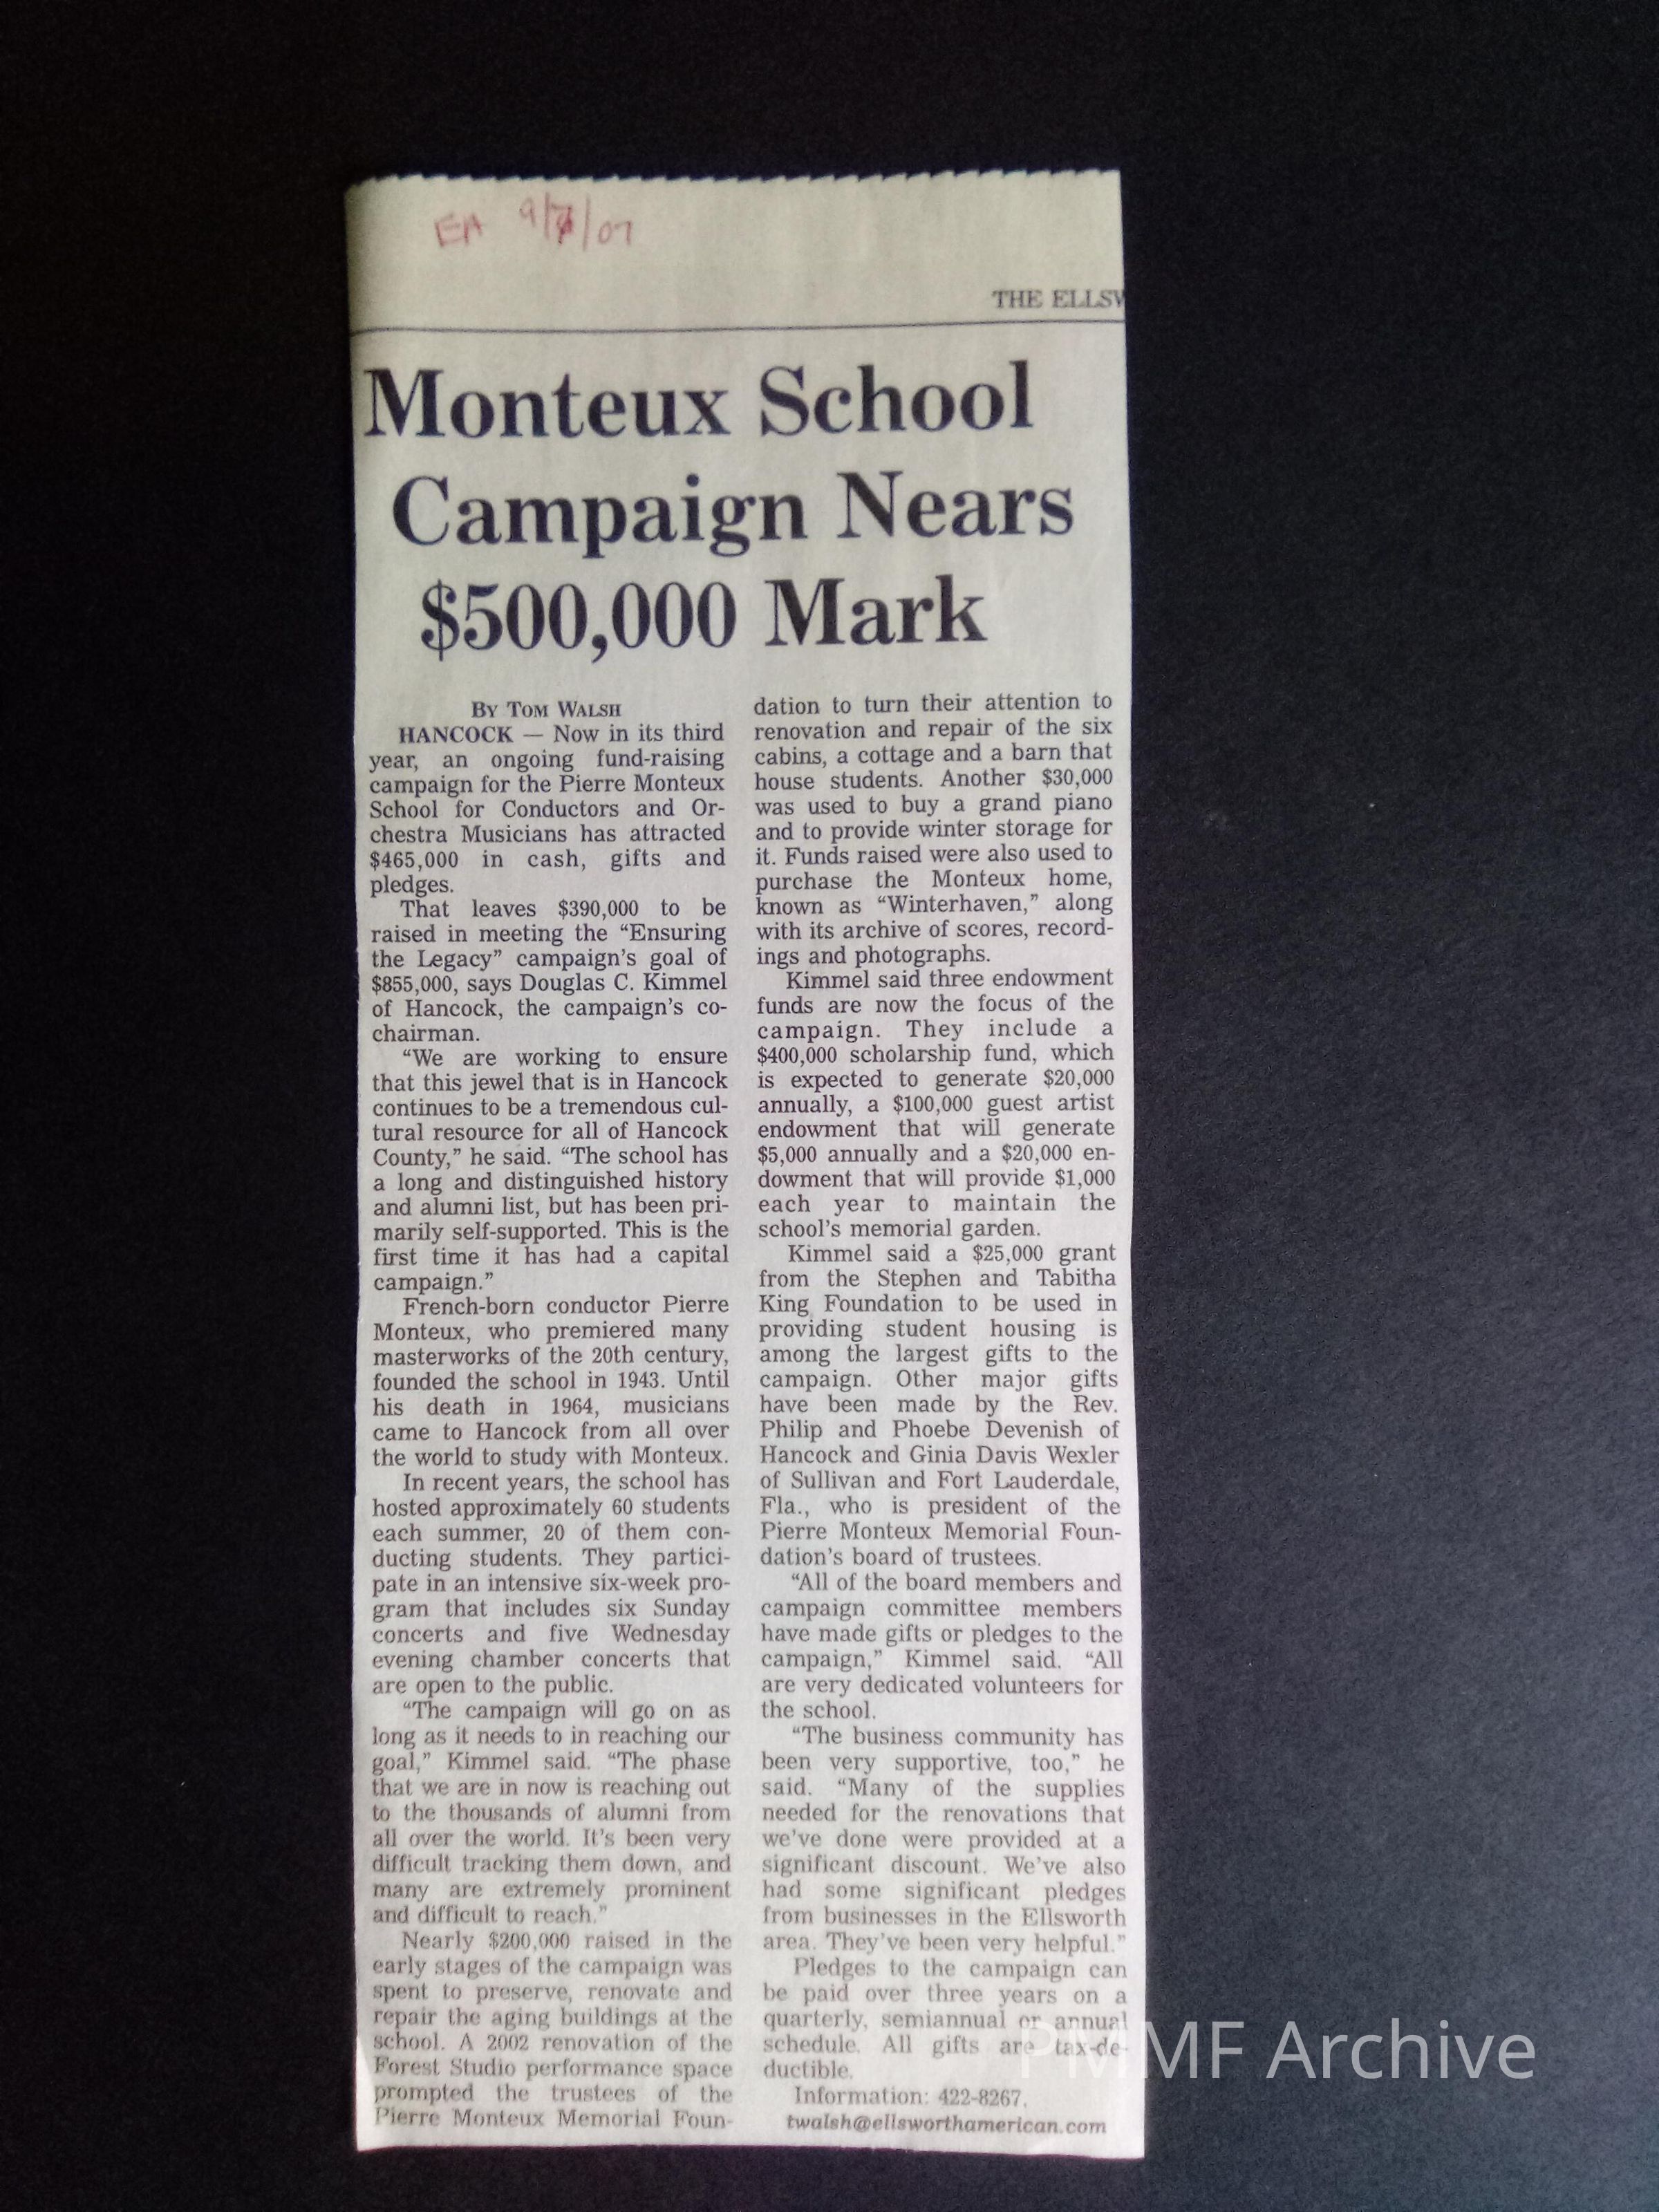 EA 9/7/07
THE ELLSW
Monteux School
Campaign Nears
$500,000 Mark
BY TOM WALSH
HANCOCK — Now in its third
year, an ongoing fund-raising
campaign for the Pierre Monteux
School for Conductors and Or-
chestra Musicians has attracted
$465,000 in cash, gifts and
pledges.
That leaves $390,000 to be
raised in meeting the “Ensuring
the Legacy” campaign’s goal of
$855,000, says Douglas C. Kimmel
of Hancock, the campaign’s co-
chairman.
“We are working to ensure
that this jewel that is in Hancock
continues to be a tremendous cul-
tural resource for all of Hancock
County,” he said. “The school has
a long and distinguished history
and alumni list, but has been pri-
marily self-supported. This is the
first time it has had a capital
campaign.”
French-born conductor Pierre
Monteux, who premiered many
masterworks of the 20th century,
founded the school in 1943. Until
his death in 1964, musicians
came to Hancock from all over
the world to study with Monteux.
In recent years, the school has
hosted approximately 60 students
each summer, 20 of them con-
ducting students. They partici-
pate in an intensive six-week pro-
gram that includes six Sunday
concerts and five Wednesday
evening chamber concerts that
are open to the public.
“The campaign will go on as
long as it needs to in reaching our
goal,” Kimmel said. “The phase
that we are in now is reaching out
to the thousands of alumni from
all over the world. It’s been very
difficult tracking them down, and
many are extremely prominent
and difficult to reach.”
Nearly $200,000 raised in the
early stages of the campaign was
spent to preserve, renovate and
repair the aging buildings at the
school. A 2002 renovation of the
Forest Studio performance space
prompted the trustees of the
Pierre Monteux Memorial Foun-
dation to turn their attention to
renovation and repair of the six
cabins, a cottage and a barn that
house students. Another $30,000
was used to buy a grand piano
and to provide winter storage for
it. Funds raised were also used to
purchase the Monteux home,
known as “Winterhaven,” along
with its archive of scores, record-
ings and photographs.
Kimmel said three endowment
funds are now the focus of the
campaign. They include a
$400,000 scholarship fund, which
is expected to generate $20,000
annually, a $100,000 guest artist
endowment that will generate
$5,000 annually and a $20,000 en-
dowment that will provide $1,000
each year to maintain the
school’s memorial garden.
Kimmel said a $25,000 grant
from the Stephen and Tabitha
King Foundation to be used in
providing student housing is
among the largest gifts to the
campaign. Other major gifts
have been made by the Rev.
Philip and Phoebe Devenish of
Hancock and Ginia Davis Wexler
of Sullivan and Fort Lauderdale,
Fla., who is president of the
Pierre Monteux Memorial Foun-
dation’s board of trustees.
“All of the board members and
campaign committee members
have made gifts or pledges to the
campaign,” Kimmel said. “All
are very dedicated volunteers for
the school.
“The business community has
been very supportive, too,” he
said. “Many of the supplies
needed for the renovations that
we’ve done were provided at a
significant discount. We’ve also
had some significant pledges
from businesses in the Ellsworth
area. They’ve been very helpful.”
Pledges to the campaign can
be paid over three years on a
quarterly, semiannual or annual
schedule. All gifts are tax-de-
ductible.
Information: 422-8267.
twalsh@ellsworthamerican.com
PMMF Archive